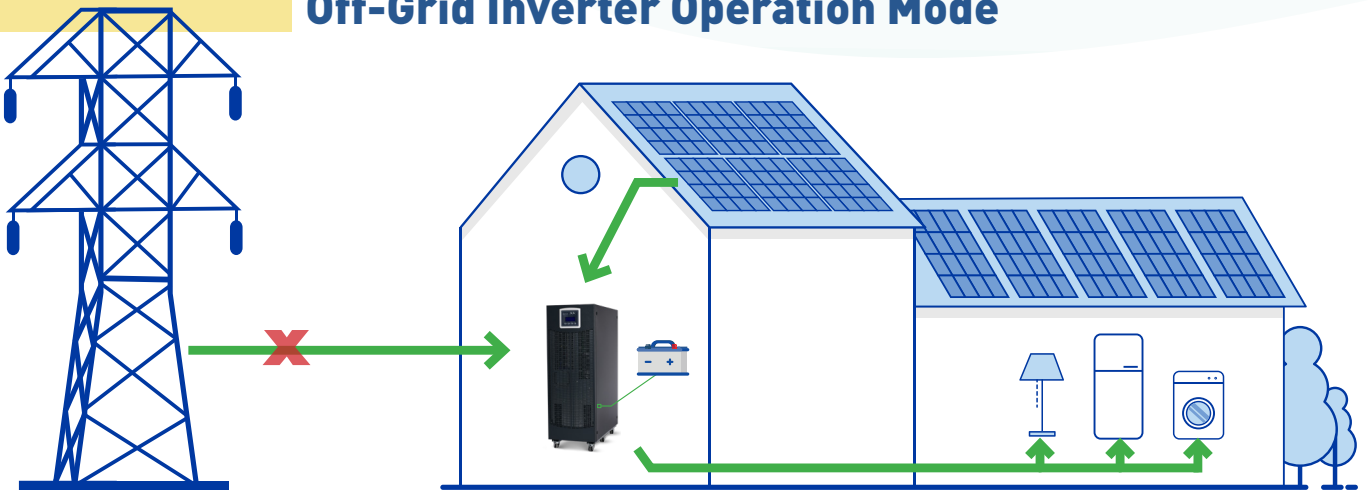 Off-Grid Inverter Operation Mode
X
- +